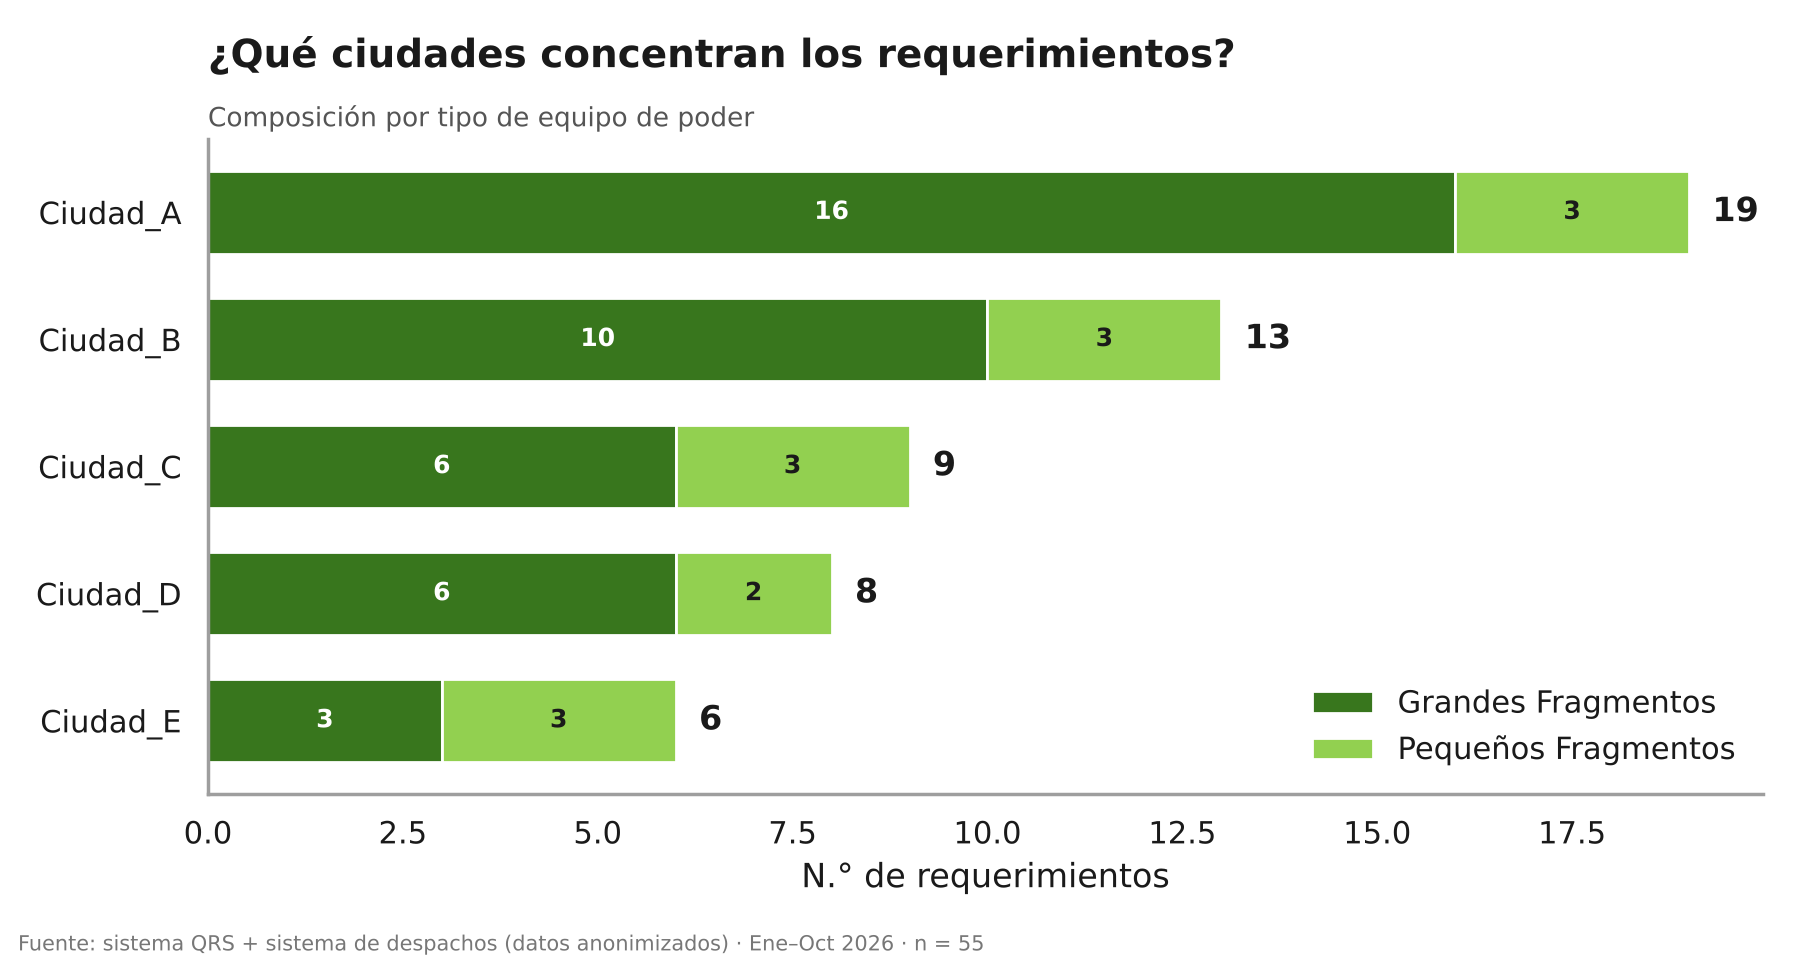 ¿Qué ciudades concentran los requerimientos?
Composición por tipo de equipo de poder
Ciudad_A 16 3 19
Ciudad_B 10 3 13
Ciudad_C 6 3 9
Ciudad_D 6 2 8
Ciudad_E 3 3 6
Grandes Fragmentos
Pequeños Fragmentos
0.0 2.5 5.0 7.5 10.0 12.5 15.0 17.5
N.° de requerimientos
Fuente: sistema QRS + sistema de despachos (datos anonimizados) · Ene–Oct 2026 · n = 55